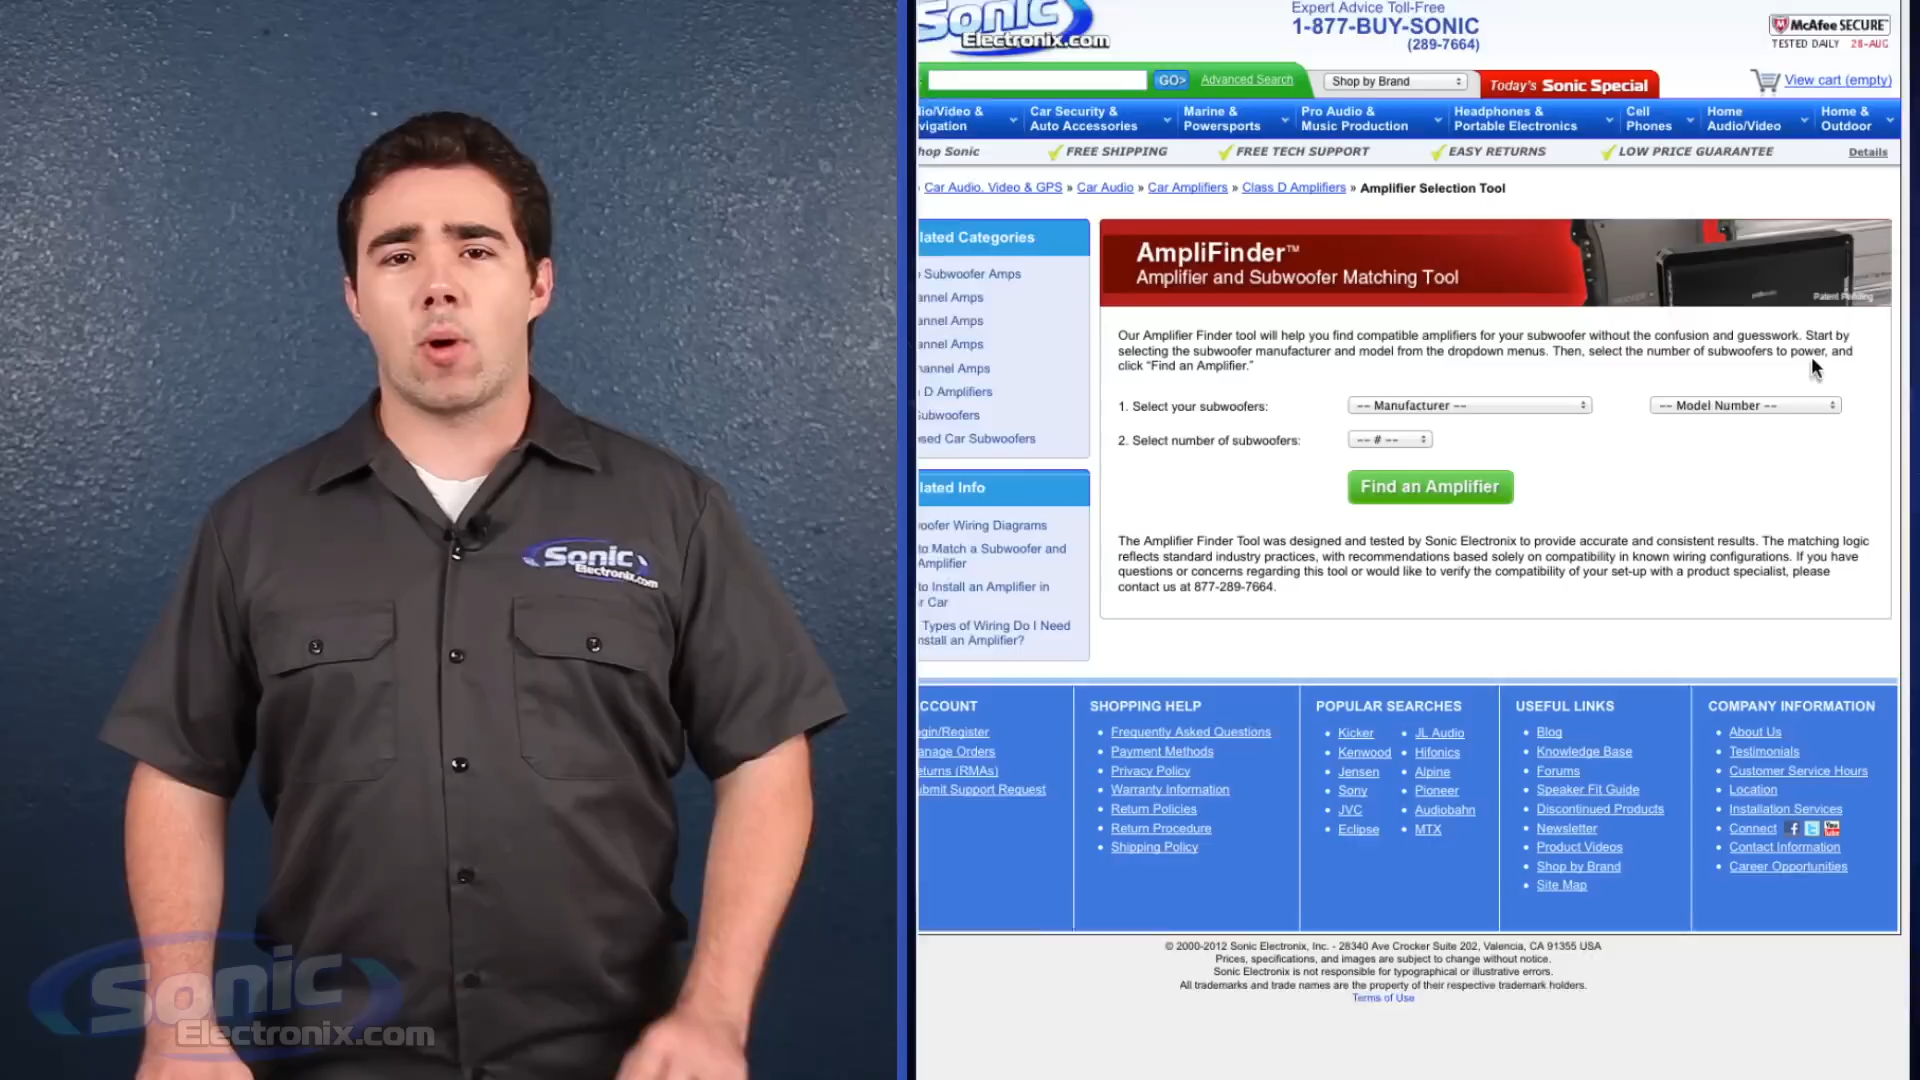 Sonic
Electronix.com
Sonic
Electronix.com
Sonic
Electronix.com
Expert Advice Toll-Free
1-877-BUY-SONIC
(289-7664)
McAfee SECURE
TESTED DAILY 28-AUG
GO> Advanced Search Shop by Brand Today's Sonic Special View cart (empty)
dio/Video & Car Security & Marine & Pro Audio & Headphones & Cell Home Home &
vigation Auto Accessories Powersports Music Production Portable Electronics Phones Audio/Video Outdoor
hop Sonic FREE SHIPPING FREE TECH SUPPORT EASY RETURNS LOW PRICE GUARANTEE Details
Car Audio, Video & GPS » Car Audio » Car Amplifiers » Class D Amplifiers » Amplifier Selection Tool
lated Categories
Subwoofer Amps
annel Amps
annel Amps
annel Amps
hannel Amps
D Amplifiers
Subwoofers
osed Car Subwoofers
lated Info
oofer Wiring Diagrams
to Match a Subwoofer and
Amplifier
to Install an Amplifier in
r Car
Types of Wiring Do I Need
nstall an Amplifier?
AmpliFinder™
Amplifier and Subwoofer Matching Tool
Patent Pending
Our Amplifier Finder tool will help you find compatible amplifiers for your subwoofer without the confusion and guesswork. Start by
selecting the subwoofer manufacturer and model from the dropdown menus. Then, select the number of subwoofers to power, and
click “Find an Amplifier.”
1. Select your subwoofers: -- Manufacturer -- -- Model Number --
2. Select number of subwoofers: -- # --
Find an Amplifier
The Amplifier Finder Tool was designed and tested by Sonic Electronix to provide accurate and consistent results. The matching logic
reflects standard industry practices, with recommendations based solely on compatibility in known wiring configurations. If you have
questions or concerns regarding this tool or would like to verify the compatibility of your set-up with a product specialist, please
contact us at 877-289-7664.
CCOUNT
gin/Register
anage Orders
eturns (RMAs)
ubmit Support Request
SHOPPING HELP
• Frequently Asked Questions
• Payment Methods
• Privacy Policy
• Warranty Information
• Return Policies
• Return Procedure
• Shipping Policy
POPULAR SEARCHES
• Kicker • JL Audio
• Kenwood • Hifonics
• Jensen • Alpine
• Sony • Pioneer
• JVC • Audiobahn
• Eclipse • MTX
USEFUL LINKS
• Blog
• Knowledge Base
• Forums
• Speaker Fit Guide
• Discontinued Products
• Newsletter
• Product Videos
• Shop by Brand
• Site Map
COMPANY INFORMATION
• About Us
• Testimonials
• Customer Service Hours
• Location
• Installation Services
• Connect
• Contact Information
• Career Opportunities
© 2000-2012 Sonic Electronix, Inc. - 28340 Ave Crocker Suite 202, Valencia, CA 91355 USA
Prices, specifications, and images are subject to change without notice.
Sonic Electronix is not responsible for typographical or illustrative errors.
All trademarks and trade names are the property of their respective trademark holders.
Terms of Use